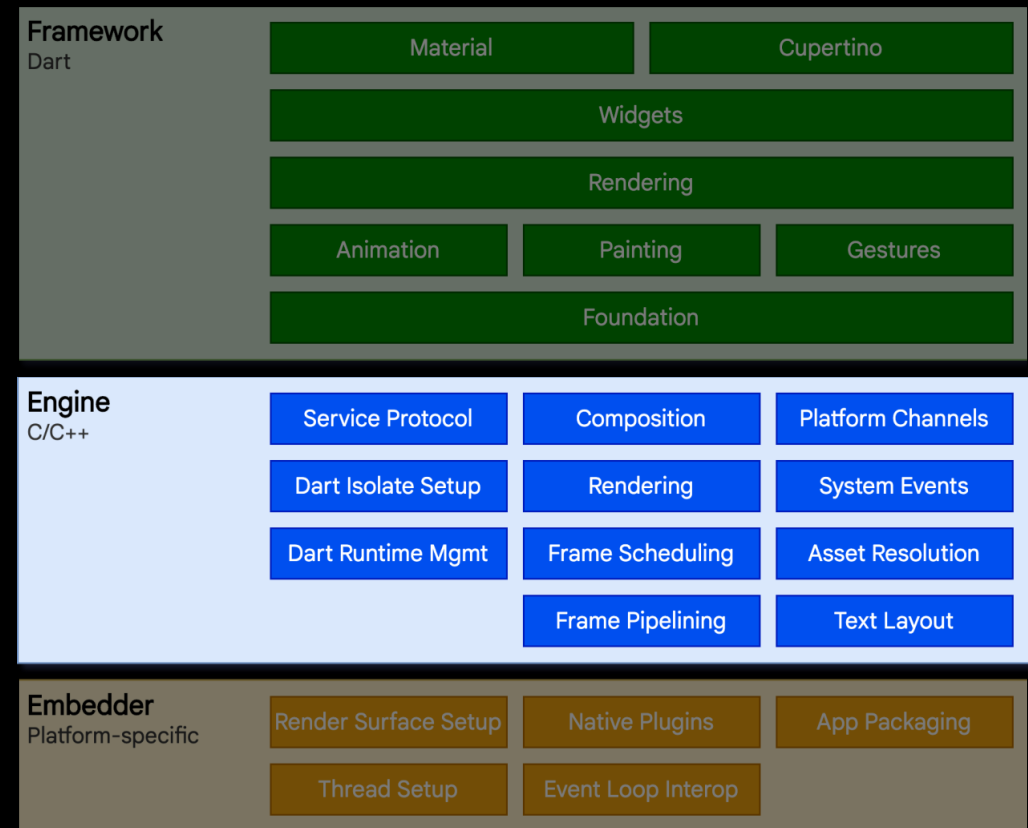 Framework
Dart
Material
Cupertino
Widgets
Rendering
Animation
Painting
Gestures
Foundation
Engine
C/C++
Service Protocol
Composition
Platform Channels
Dart Isolate Setup
Rendering
System Events
Dart Runtime Mgmt
Frame Scheduling
Asset Resolution
Frame Pipelining
Text Layout
Embedder
Platform-specific
Render Surface Setup
Native Plugins
App Packaging
Thread Setup
Event Loop Interop